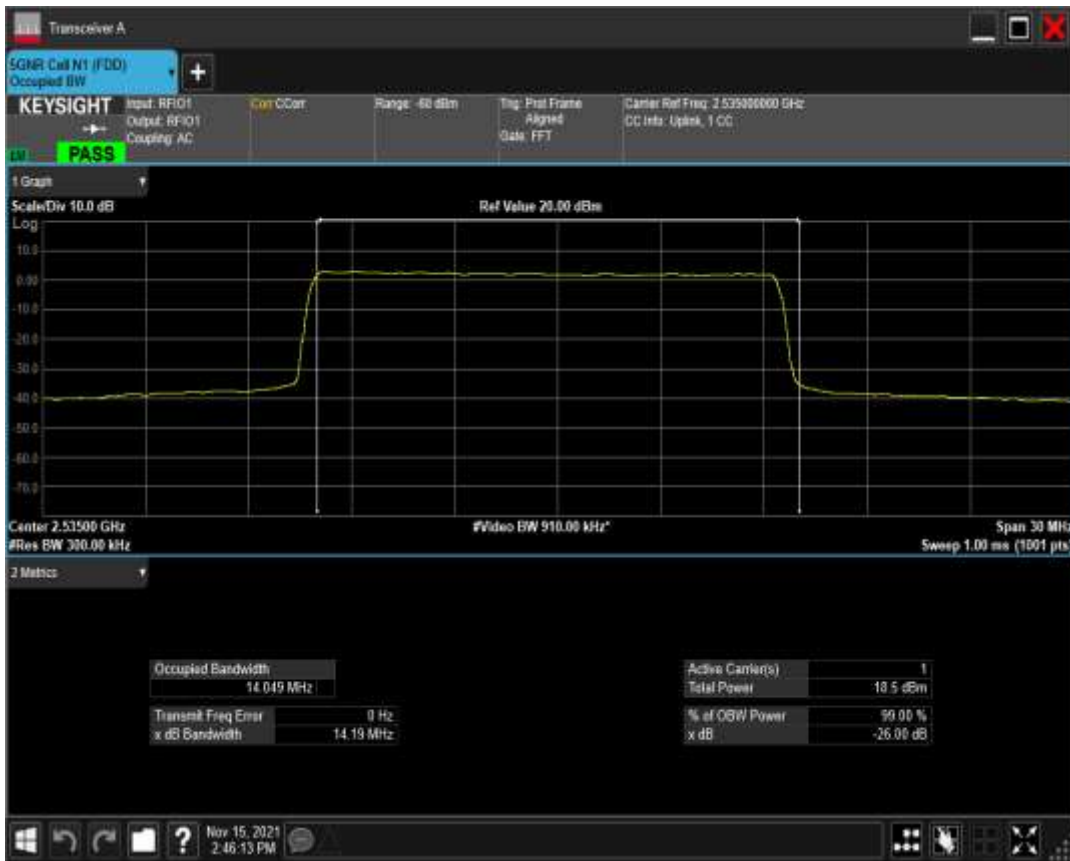 Transceiver A
5GNR Cell N1 (FDD)
Occupied BW
+
KEYSIGHT
Input: RFIO1
Output: RFIO1
Coupling: AC
Corr CCorr
Range: -60 dBm
Trig: Prot Frame
Aligned
Gate: FFT
Carrier Ref Freq: 2.535000000 GHz
CC Info: Uplink, 1 CC
PASS
1 Graph
Scale/Div 10.0 dB
Ref Value 20.00 dBm
Log
10.0
0.00
-10.0
-20.0
-30.0
-40.0
-50.0
-60.0
-70.0
Center 2.53500 GHz
#Video BW 910.00 kHz*
Span 30 MHz
#Res BW 300.00 kHz
Sweep 1.00 ms (1001 pts)
2 Metrics
Occupied Bandwidth
14.049 MHz
Transmit Freq Error 0 Hz
x dB Bandwidth 14.19 MHz
Active Carrier(s) 1
Total Power 18.5 dBm
% of OBW Power 99.00 %
x dB -26.00 dB
?
Nov 15, 2021
2:46:13 PM